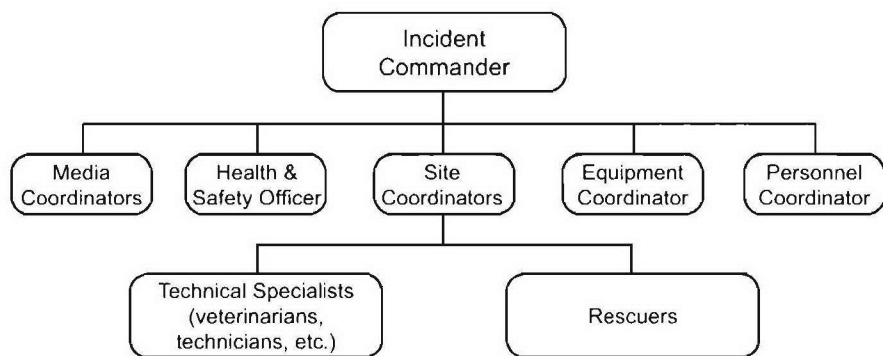 Incident
Commander
Media
Coordinators
Health &
Safety Officer
Site
Coordinators
Equipment
Coordinator
Personnel
Coordinator
Technical Specialists
(veterinarians,
technicians, etc.)
Rescuers